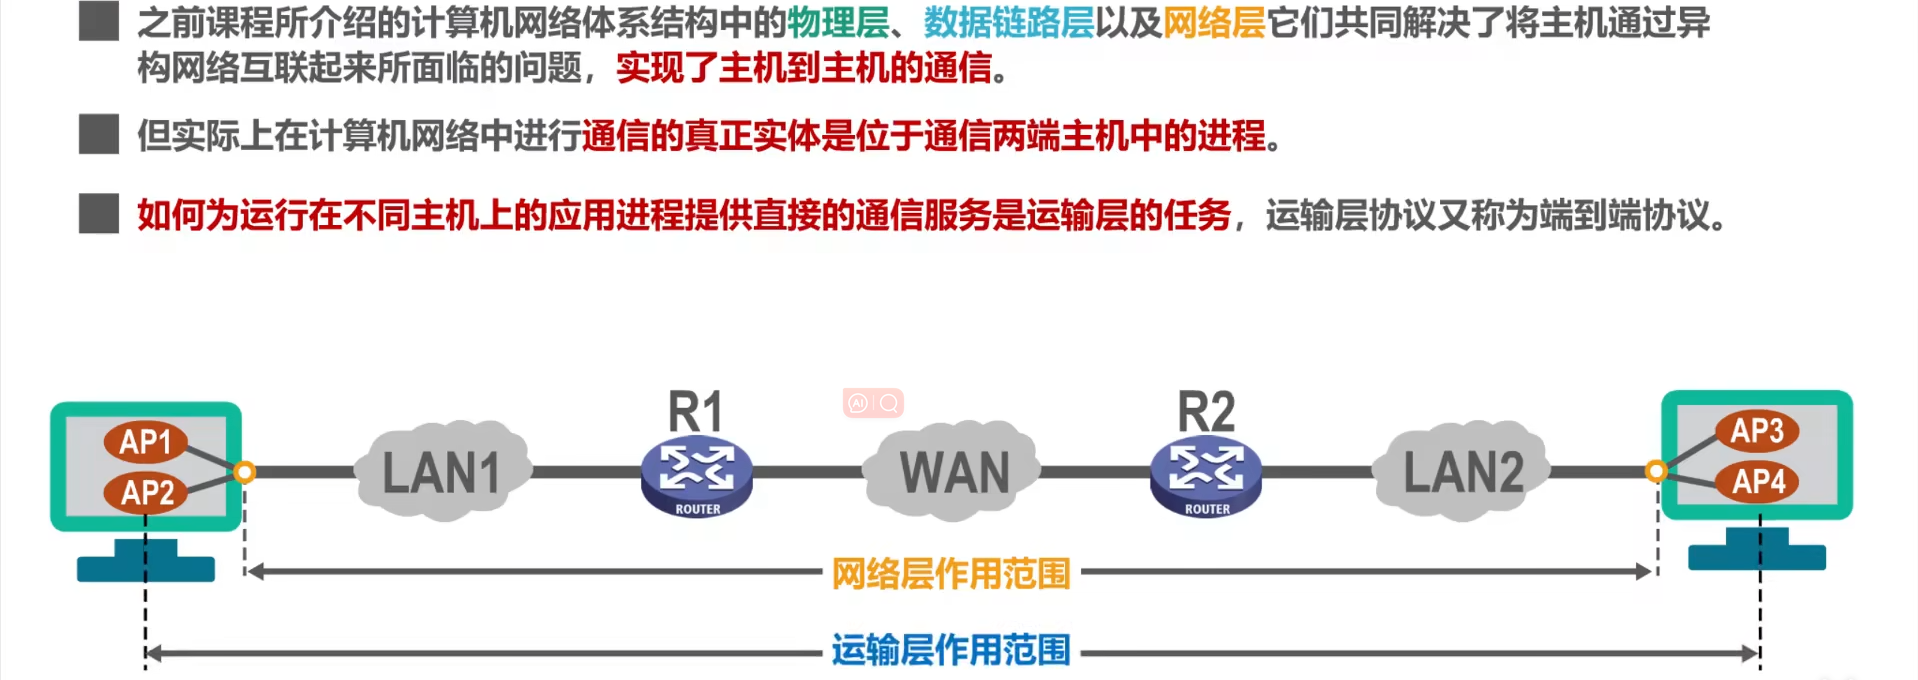 之前课程所介绍的计算机网络体系结构中的物理层、数据链路层以及网络层它们共同解决了将主机通过异
构网络互联起来所面临的问题，实现了主机到主机的通信。
但实际上在计算机网络中进行通信的真正实体是位于通信两端主机中的进程。
如何为运行在不同主机上的应用进程提供直接的通信服务是运输层的任务，运输层协议又称为端到端协议。
R1
R2
AI
AP1
AP2
LAN1
ROUTER
WAN
ROUTER
LAN2
AP3
AP4
网络层作用范围
运输层作用范围